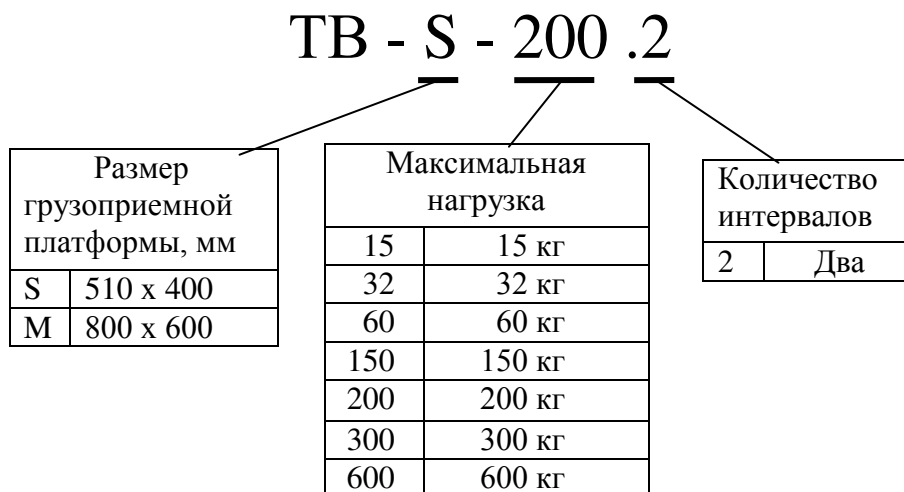 ТВ - S - 200 .2
Размер
грузоприемной
платформы, мм
S 510 х 400
М 800 х 600
Максимальная
нагрузка
15 15 кг
32 32 кг
60 60 кг
150 150 кг
200 200 кг
300 300 кг
600 600 кг
Количество
интервалов
2 Два